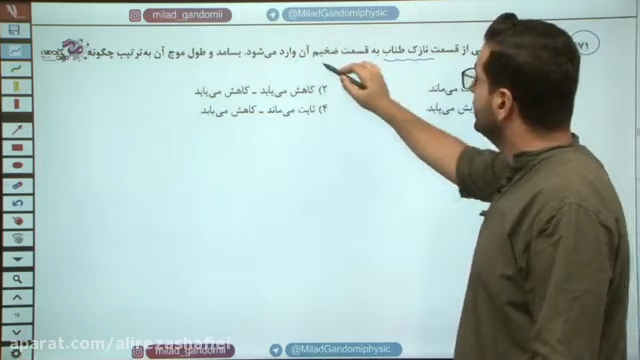 milad_gandomii @MiladGandomiphysic
۷۱ ی از قسمت نازک طناب به قسمت ضخیم آن وارد می‌شود. بسامد و طول موج آن به‌ترتیب چگونه
می‌ماند
۲) کاهش می‌یابد ـ کاهش می‌یابد
یش می‌یابد
۴) ثابت می‌ماند ـ کاهش می‌یابد
aparat.com/alirezashafiei
milad_gandomii @MiladGandomiphysic